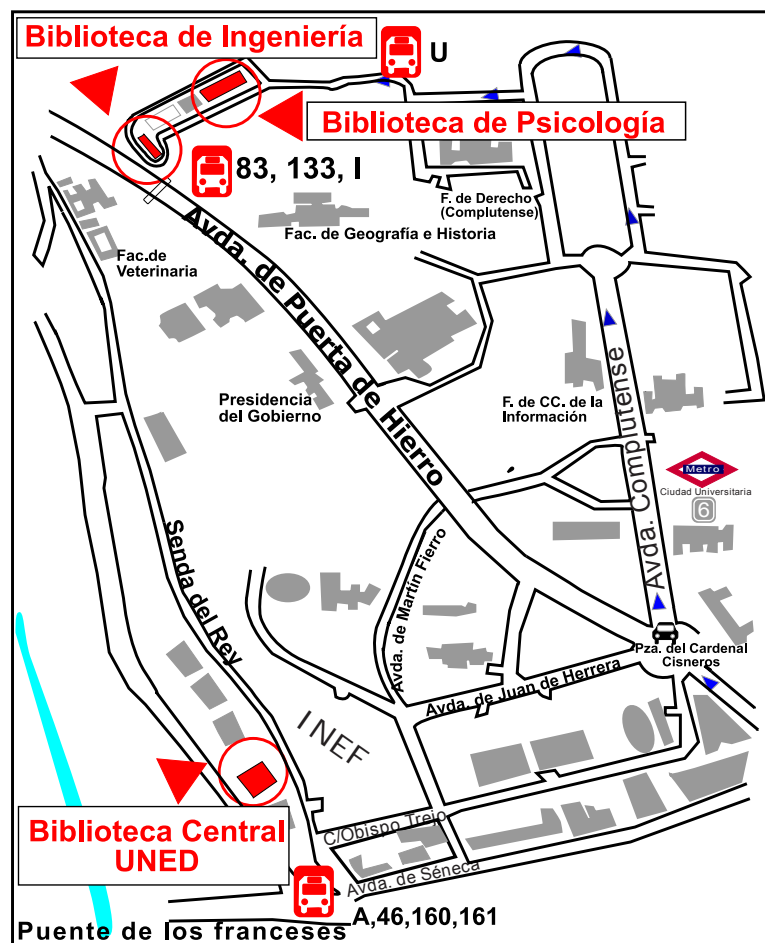 Biblioteca de Ingeniería
U
Biblioteca de Psicología
83, 133, I
F. de Derecho
(Complutense)
Fac. de Geografía e Historia
Fac.de
Veterinaria
Avda. de Puerta de Hierro
Presidencia
del Gobierno
F. de CC. de la
Información
Avda. Complutense
Metro
Ciudad Universitaria
6
Senda del Rey
Avda. de Martín Fierro
Pza. del Cardenal
Cisneros
Avda. de Juan de Herrera
INEF
Biblioteca Central
UNED
C/Obispo Trejo
Avda. de Séneca
A,46,160,161
Puente de los franceses